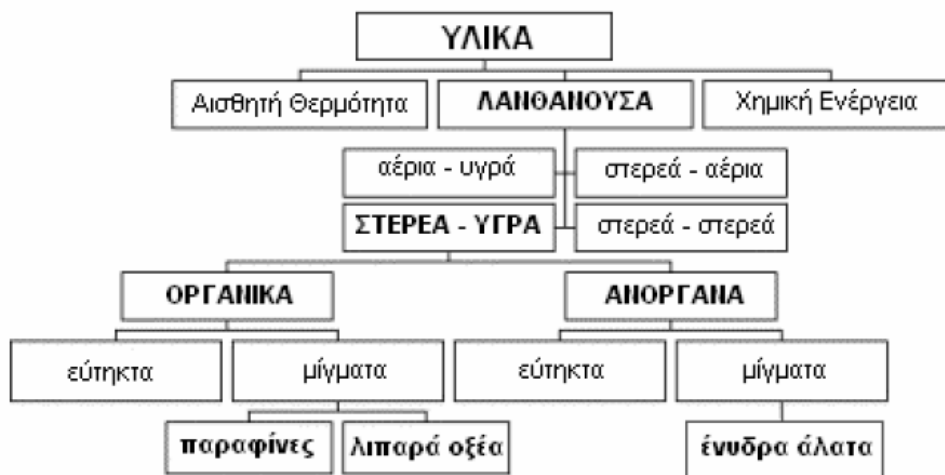 ΥΛΙΚΑ
Αισθητή Θερμότητα
ΛΑΝΘΑΝΟΥΣΑ
Χημική Ενέργεια
αέρια - υγρά
στερεά - αέρια
ΣΤΕΡΕΑ - ΥΓΡΑ
στερεά - στερεά
ΟΡΓΑΝΙΚΑ
ΑΝΟΡΓΑΝΑ
εύτηκτα
μίγματα
εύτηκτα
μίγματα
παραφίνες
λιπαρά οξέα
ένυδρα άλατα